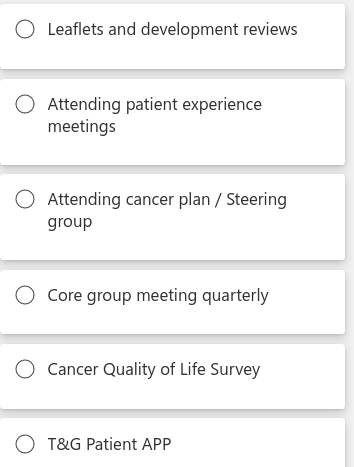 Leaflets and development reviews
Attending patient experience
meetings
Attending cancer plan / Steering
group
Core group meeting quarterly
Cancer Quality of Life Survey
T&G Patient APP